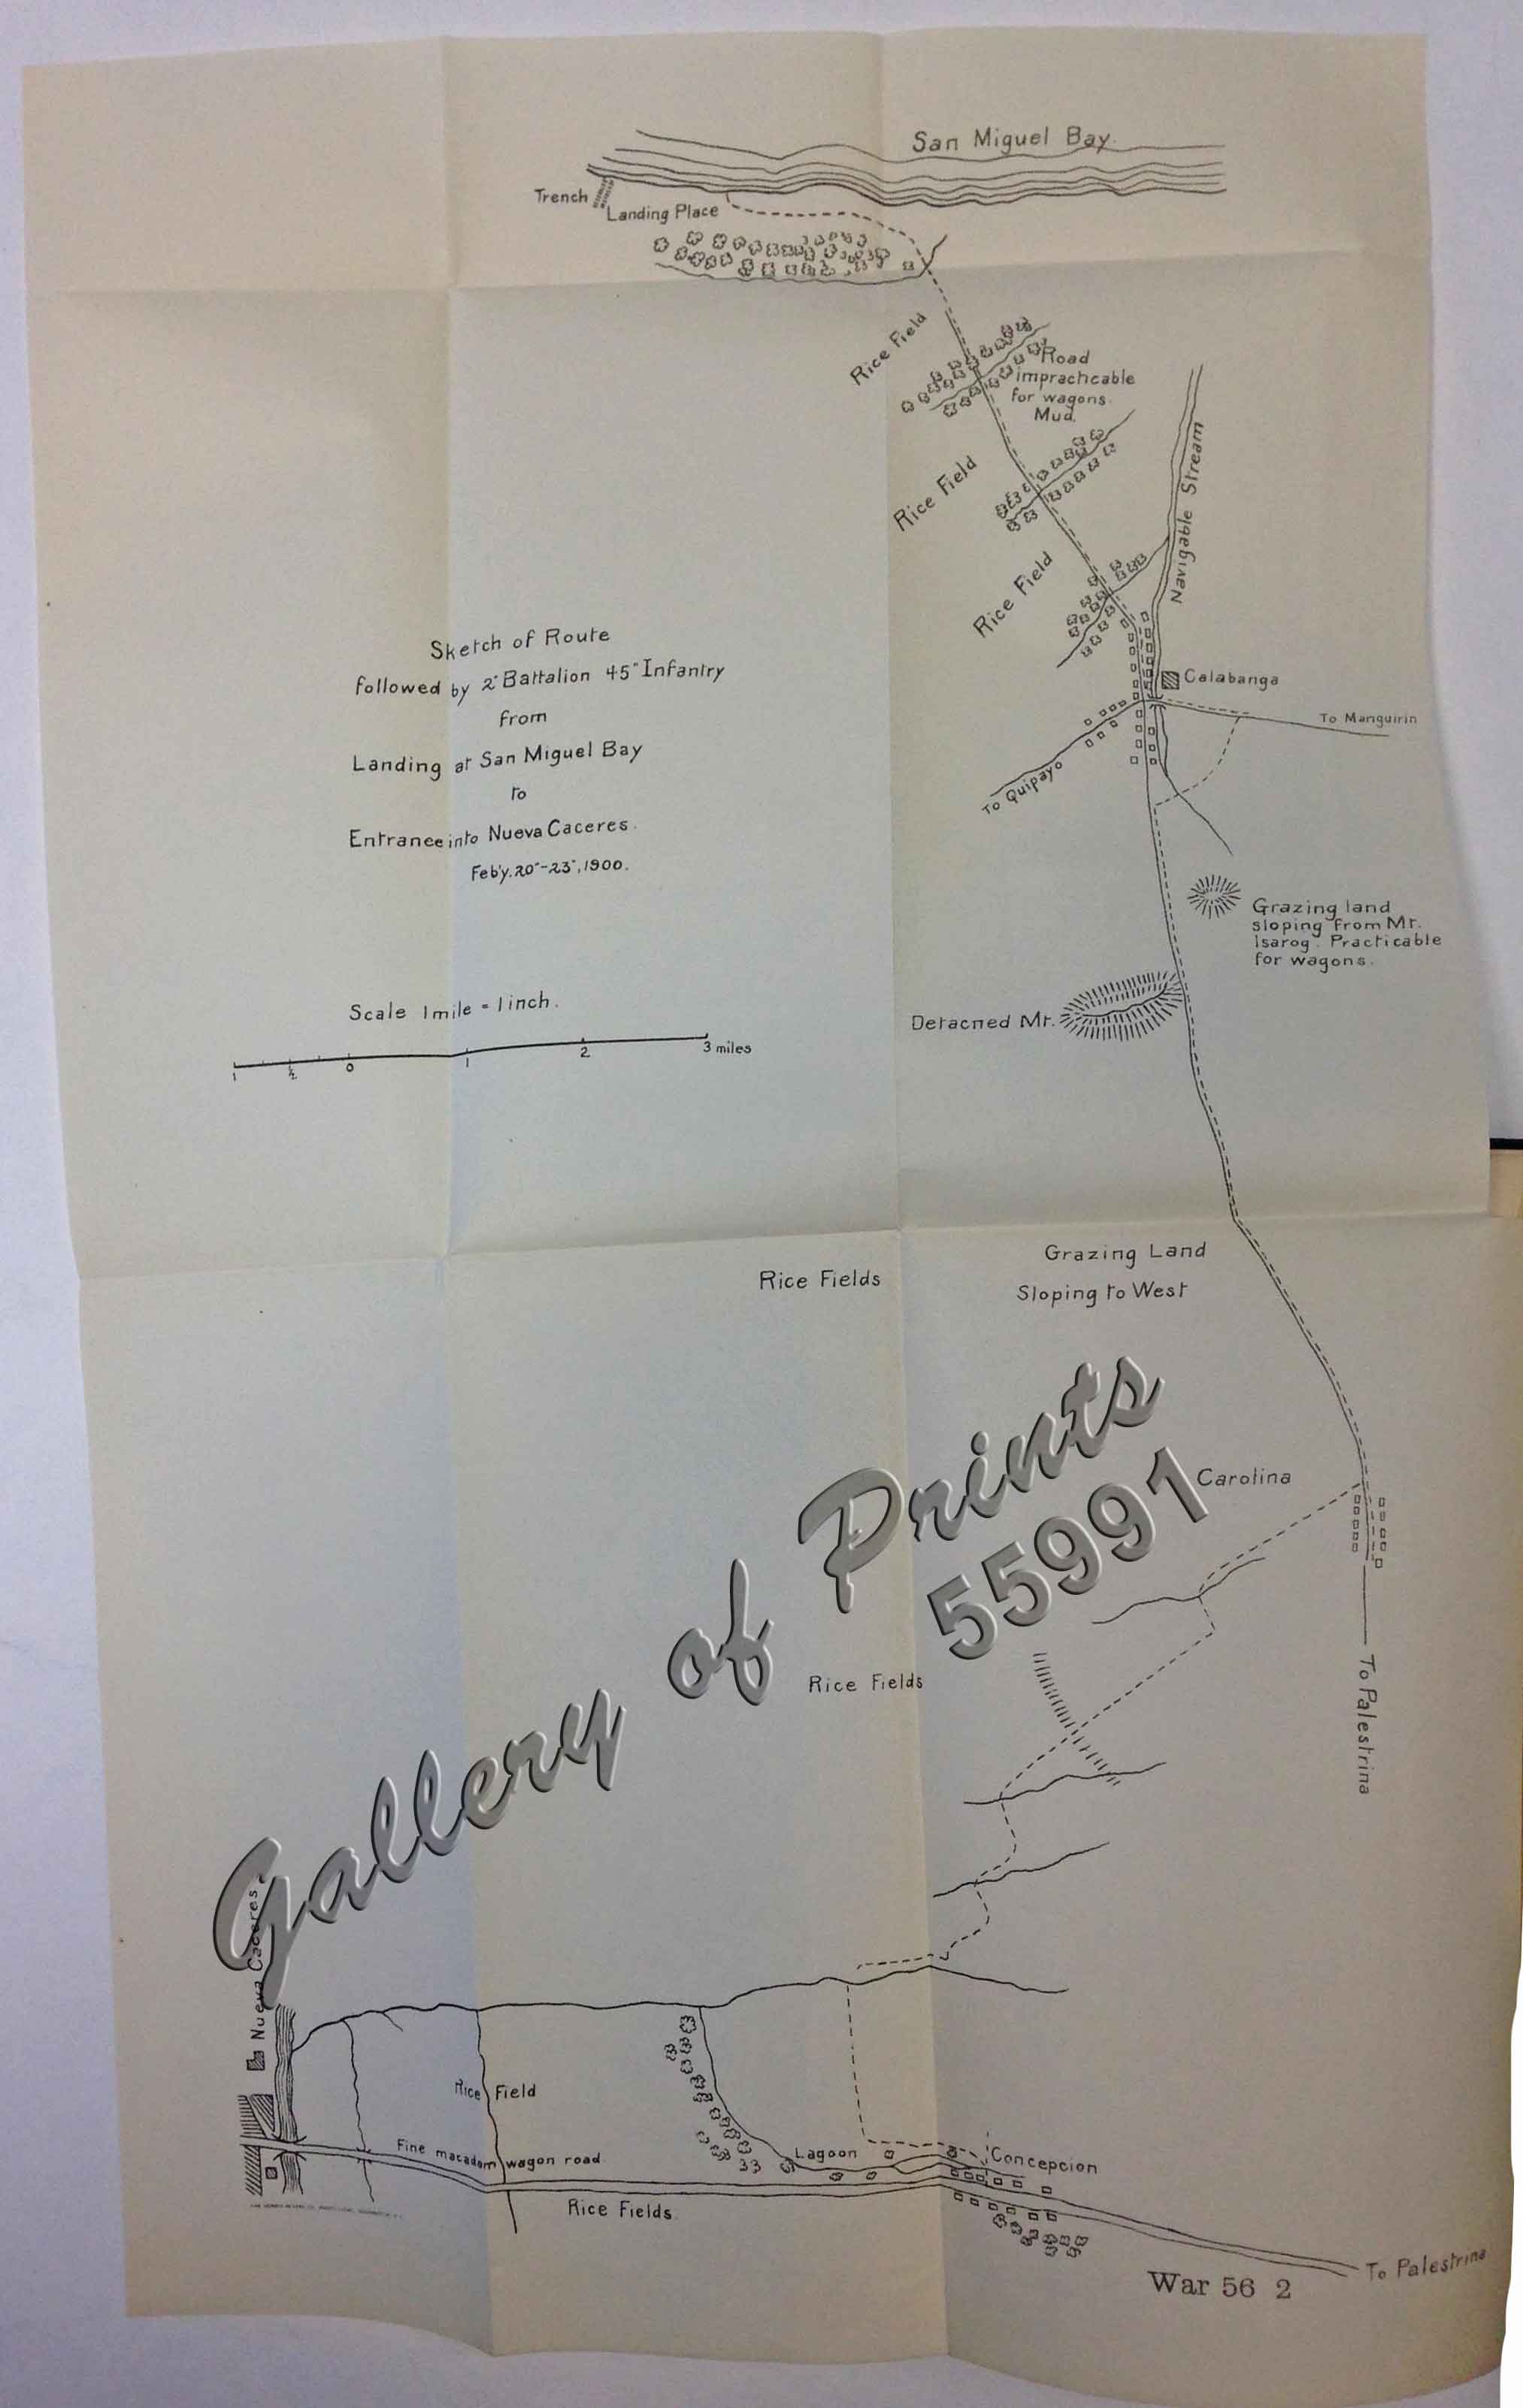 San Miguel Bay.
Trench
Landing Place
Rice Field
Road
impracticable
for wagons.
Mud.
Rice Field
Navigable Stream
Rice Field
Sketch of Route
followed by 2" Battalion 45" Infantry
from
Landing at San Miguel Bay
to
Entrance into Nueva Caceres.
Feb'y. 20"-23", 1900.
Calabanga
To Manguirin
To Quipayo
Grazing land
sloping from Mt.
Isarog. Practicable
for wagons.
Detached Mt.
Scale 1 mile = 1 inch.
1 ½ 0 1 2 3 miles
Grazing Land
Sloping to West
Rice Fields
Gallery of Prints
55991
Carolina
Rice Fields
To Palestrina
Nueva Caceres.
Rice Field
Fine macadam wagon road
Lagoon
Concepcion
Rice Fields.
To Palestrina
War 56 2